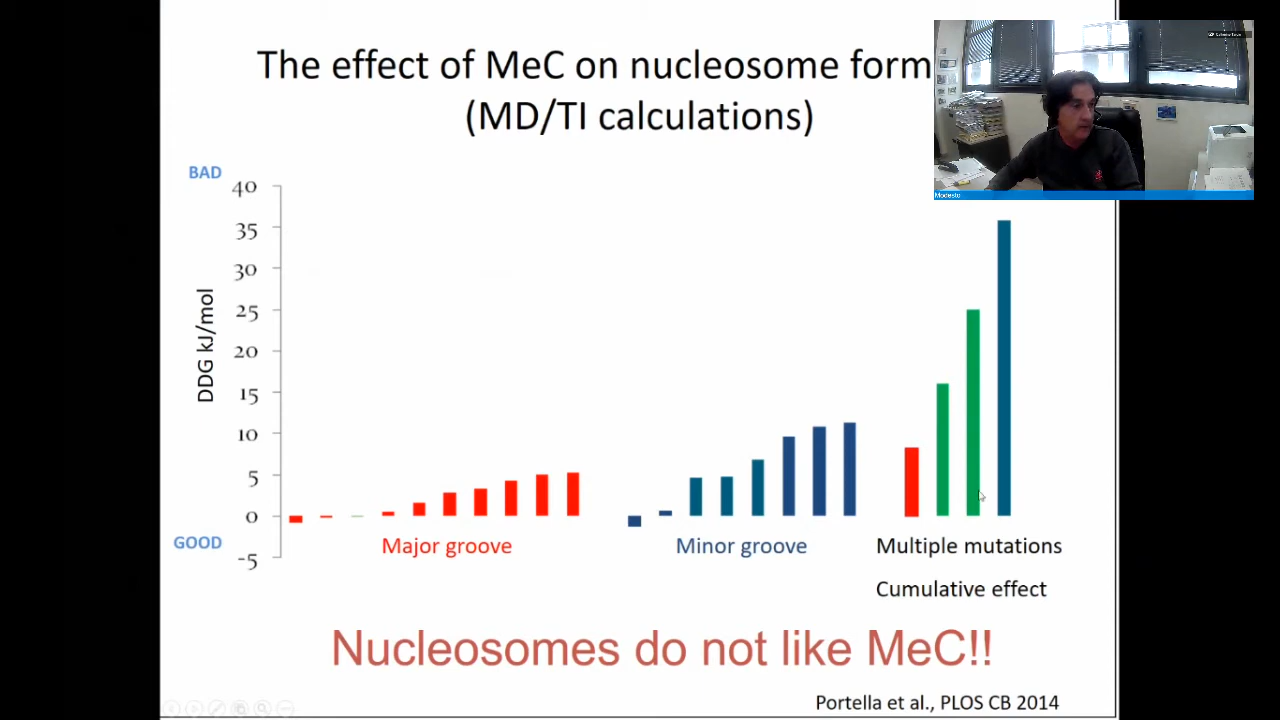 The effect of MeC on nucleosome form
(MD/TI calculations)
BAD
40
35
30
25
20
15
10
5
0
-5
GOOD
DDG kJ/mol
Major groove
Minor groove
Multiple mutations
Cumulative effect
Nucleosomes do not like MeC!!
Portella et al., PLOS CB 2014
Modesto